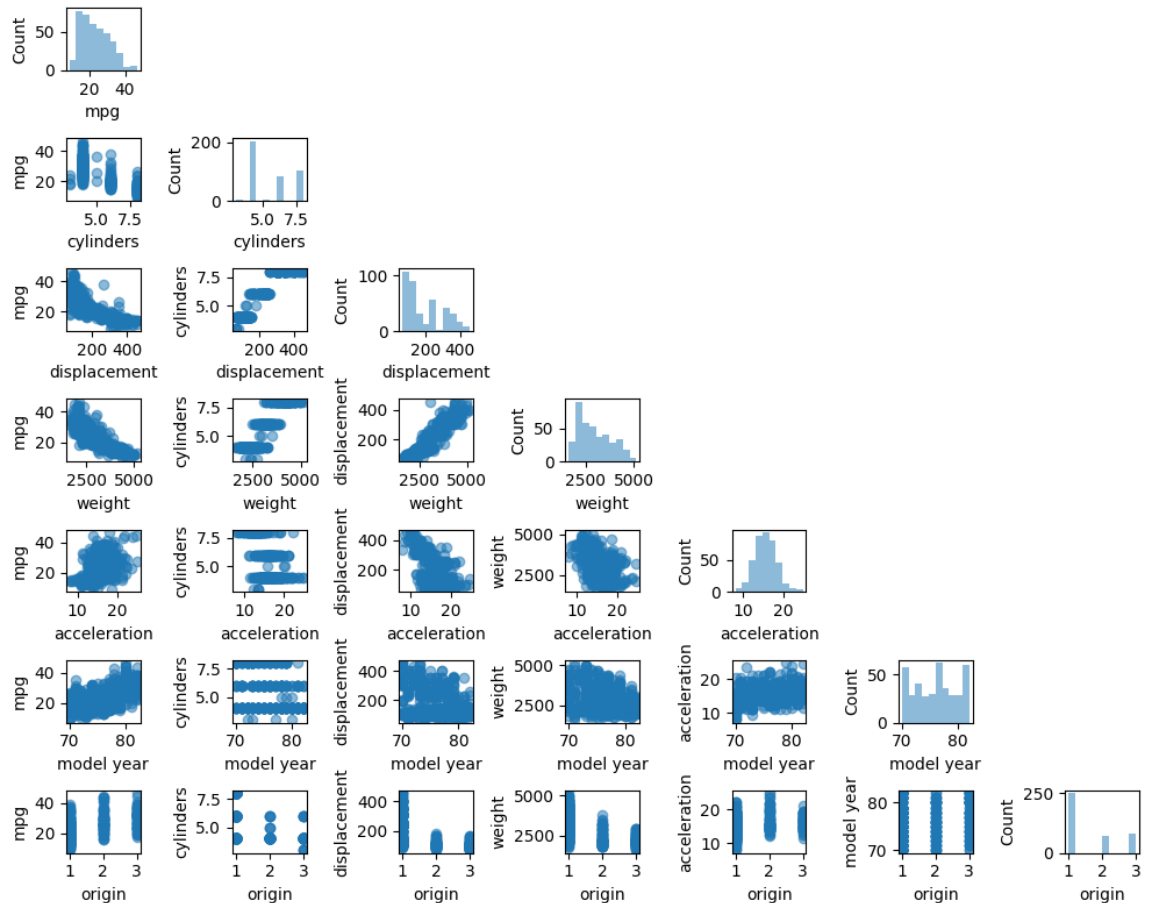 Count
50
0
20 40
mpg
mpg
40
20
5.0 7.5
cylinders
Count
200
0
5.0 7.5
cylinders
mpg
40
20
200 400
displacement
cylinders
7.5
5.0
200 400
displacement
Count
100
0
200 400
displacement
mpg
40
20
2500 5000
weight
cylinders
7.5
5.0
2500 5000
weight
displacement
400
200
2500 5000
weight
Count
50
0
2500 5000
weight
mpg
40
20
10 20
acceleration
cylinders
7.5
5.0
10 20
acceleration
displacement
400
200
10 20
acceleration
weight
5000
2500
10 20
acceleration
Count
50
0
10 20
acceleration
mpg
40
20
70 80
model year
cylinders
7.5
5.0
70 80
model year
displacement
400
200
70 80
model year
weight
5000
2500
70 80
model year
acceleration
20
10
70 80
model year
Count
50
0
70 80
model year
mpg
40
20
1 2 3
origin
cylinders
7.5
5.0
1 2 3
origin
displacement
400
200
1 2 3
origin
weight
5000
2500
1 2 3
origin
acceleration
20
10
1 2 3
origin
model year
80
70
1 2 3
origin
Count
250
0
1 2 3
origin